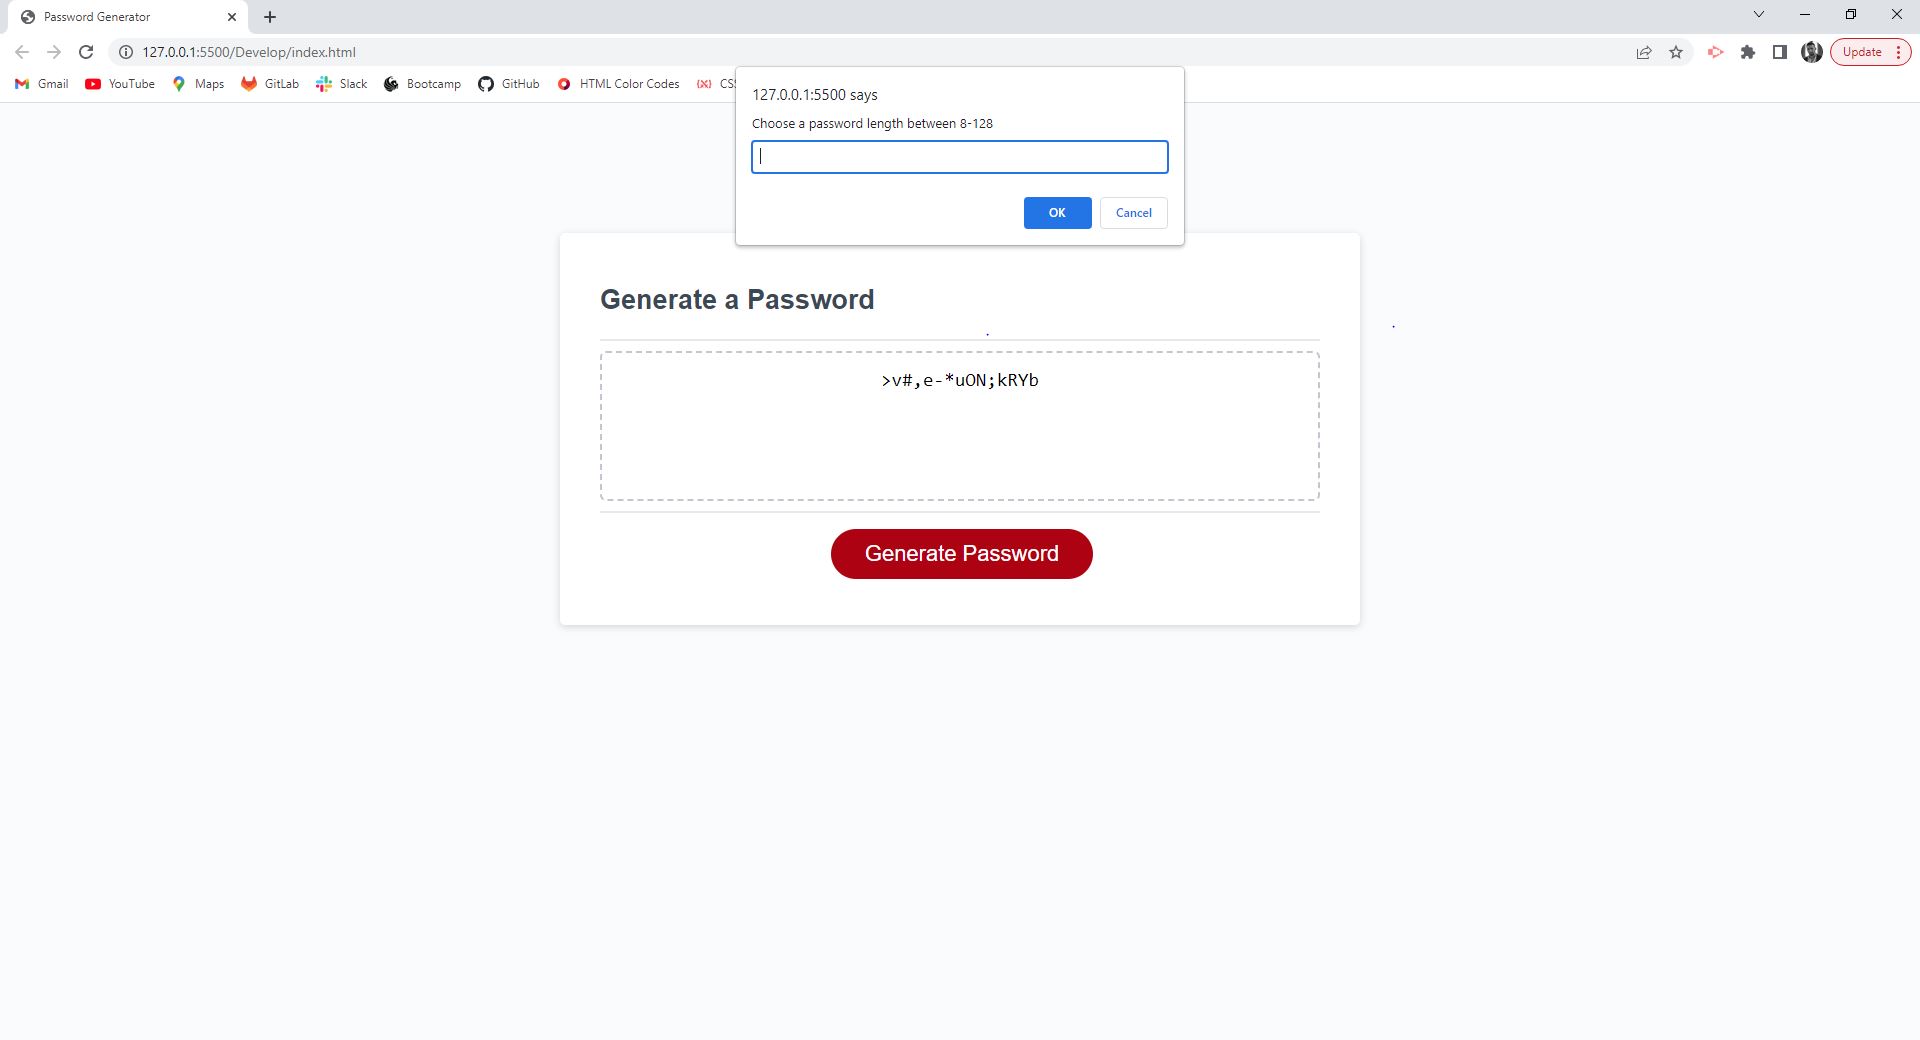 Password Generator
127.0.0.1:5500/Develop/index.html
Update
Gmail YouTube Maps GitLab Slack Bootcamp GitHub HTML Color Codes CSS
127.0.0.1:5500 says
Choose a password length between 8-128
OK Cancel
Generate a Password
>v#,e-*uON;kRYb
Generate Password